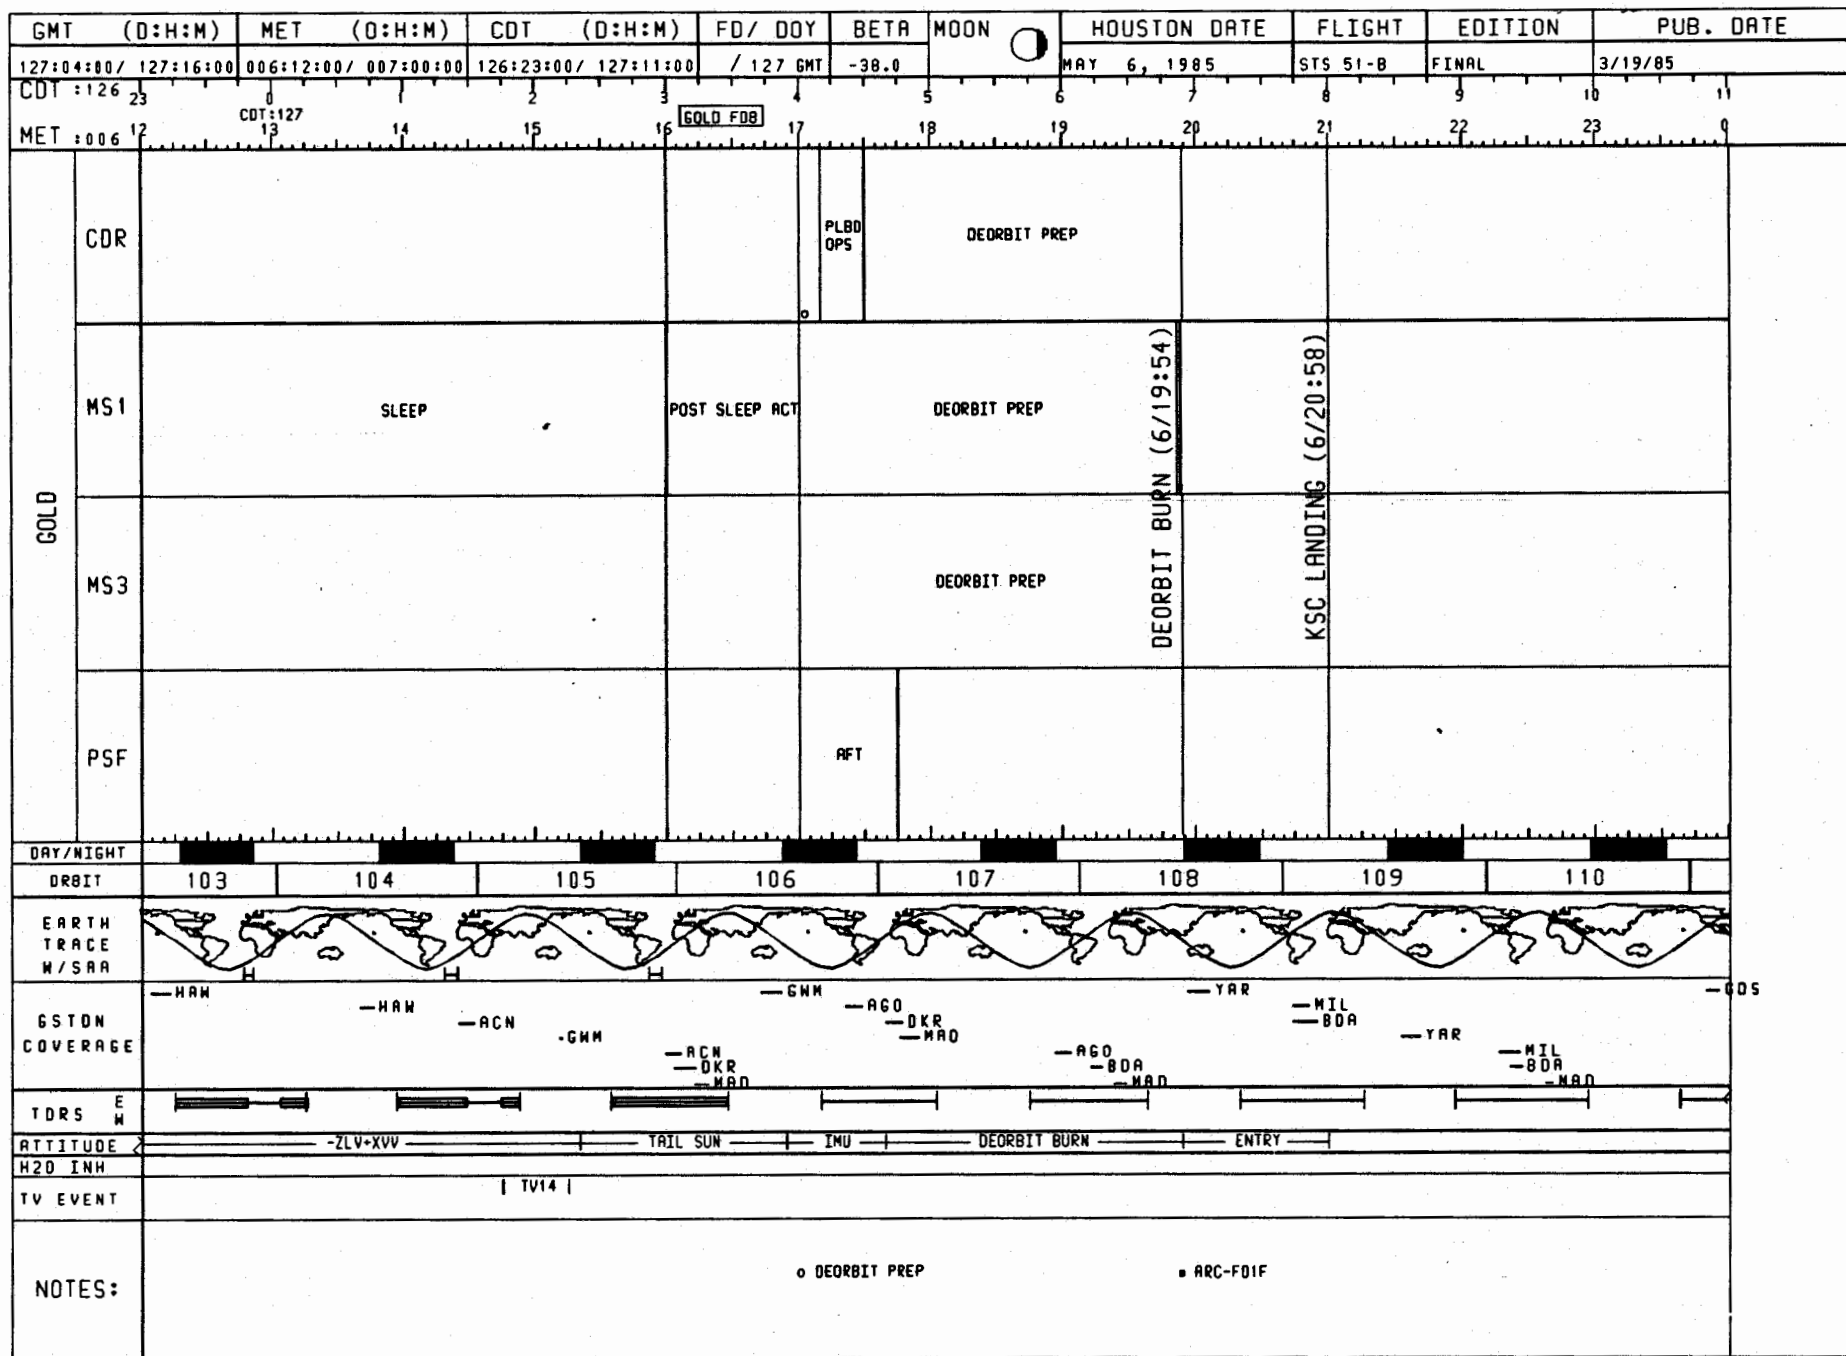 GMT (D:H:M) MET (D:H:M) CDT (D:H:M) FD/ DOY BETA MOON HOUSTON DATE FLIGHT EDITION PUB. DATE
127:04:00/ 127:16:00 006:12:00/ 007:00:00 126:23:00/ 127:11:00 / 127 GMT -38.0 MAY 6, 1985 STS 51-B FINAL 3/19/85
CDT :126 23 0 1 2 3 4 5 6 7 8 9 10 11
CDT:127 GOLD FD8
MET :006 12 13 14 15 16 17 18 19 20 21 22 23 0
GOLD
CDR PLBD OPS DEORBIT PREP
MS1 SLEEP POST SLEEP ACT DEORBIT PREP
DEORBIT BURN (6/19:54)
KSC LANDING (6/20:58)
MS3 DEORBIT PREP
PSF AFT
DAY/NIGHT
ORBIT 103 104 105 106 107 108 109 110
EARTH
TRACE
W/SAA
HAW GWM YAR GDS
HAW AGO MIL
GSTDN ACN DKR BDA
GWM MAD YAR
COVERAGE ACN AGO MIL
DKR BDA BDA
MAD MAD MAD
TDRS E
W
ATTITUDE -ZLV+XVV TAIL SUN IMU DEORBIT BURN ENTRY
H2O INH
TV EVENT TV14
NOTES: o DEORBIT PREP ▪ ARC-FD1F